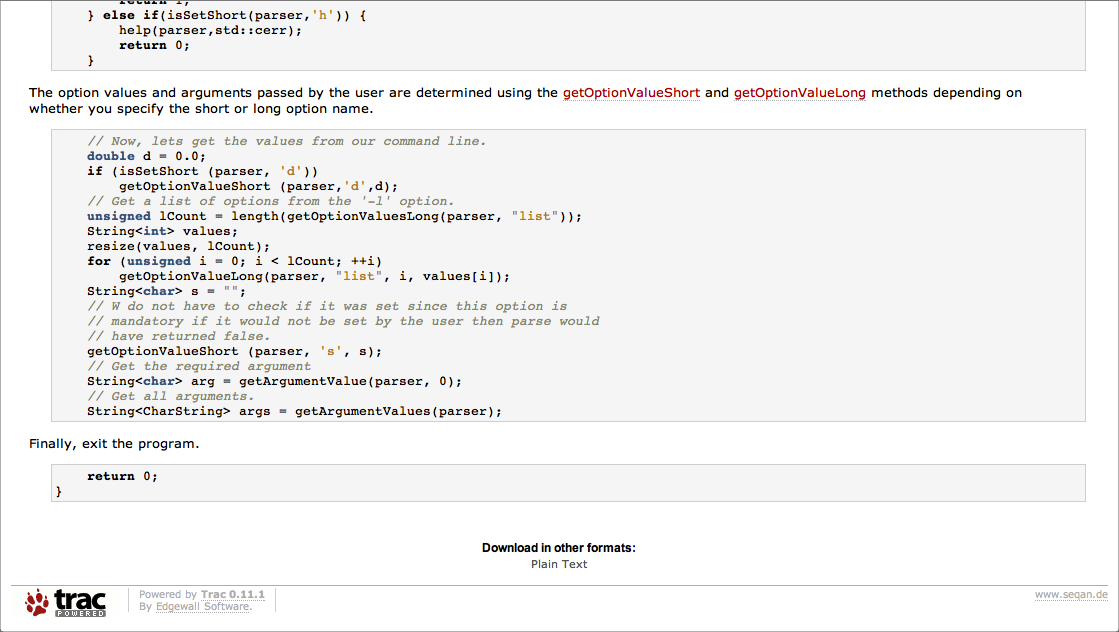 return 1;
} else if(isSetShort(parser,'h')) {
help(parser,std::cerr);
return 0;
}
The option values and arguments passed by the user are determined using the getOptionValueShort and getOptionValueLong methods depending on
whether you specify the short or long option name.
// Now, lets get the values from our command line.
double d = 0.0;
if (isSetShort (parser, 'd'))
getOptionValueShort (parser,'d',d);
// Get a list of options from the '-l' option.
unsigned lCount = length(getOptionValuesLong(parser, "list"));
String<int> values;
resize(values, lCount);
for (unsigned i = 0; i < lCount; ++i)
getOptionValueLong(parser, "list", i, values[i]);
String<char> s = "";
// W do not have to check if it was set since this option is
// mandatory if it would not be set by the user then parse would
// have returned false.
getOptionValueShort (parser, 's', s);
// Get the required argument
String<char> arg = getArgumentValue(parser, 0);
// Get all arguments.
String<CharString> args = getArgumentValues(parser);
Finally, exit the program.
return 0;
}
Download in other formats:
Plain Text
trac
POWERED
Powered by Trac 0.11.1
By Edgewall Software.
www.seqan.de